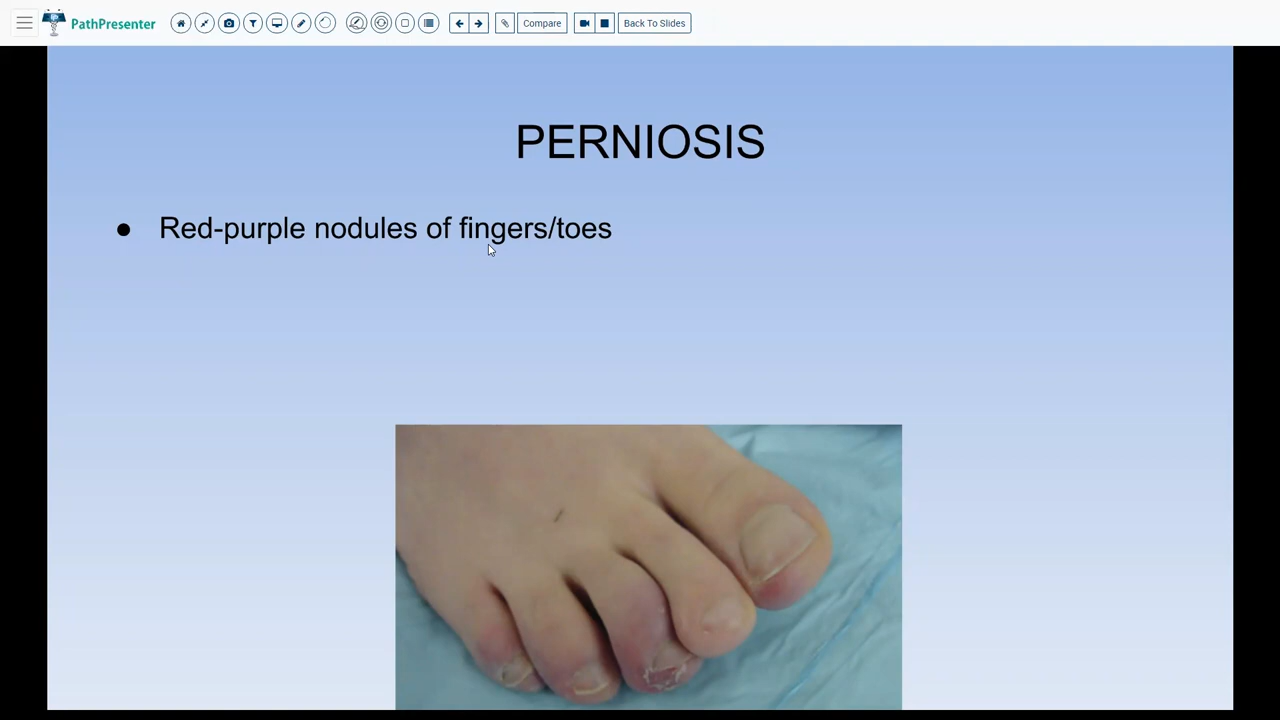 PathPresenter
Compare
Back To Slides
PERNIOSIS
● Red-purple nodules of fingers/toes